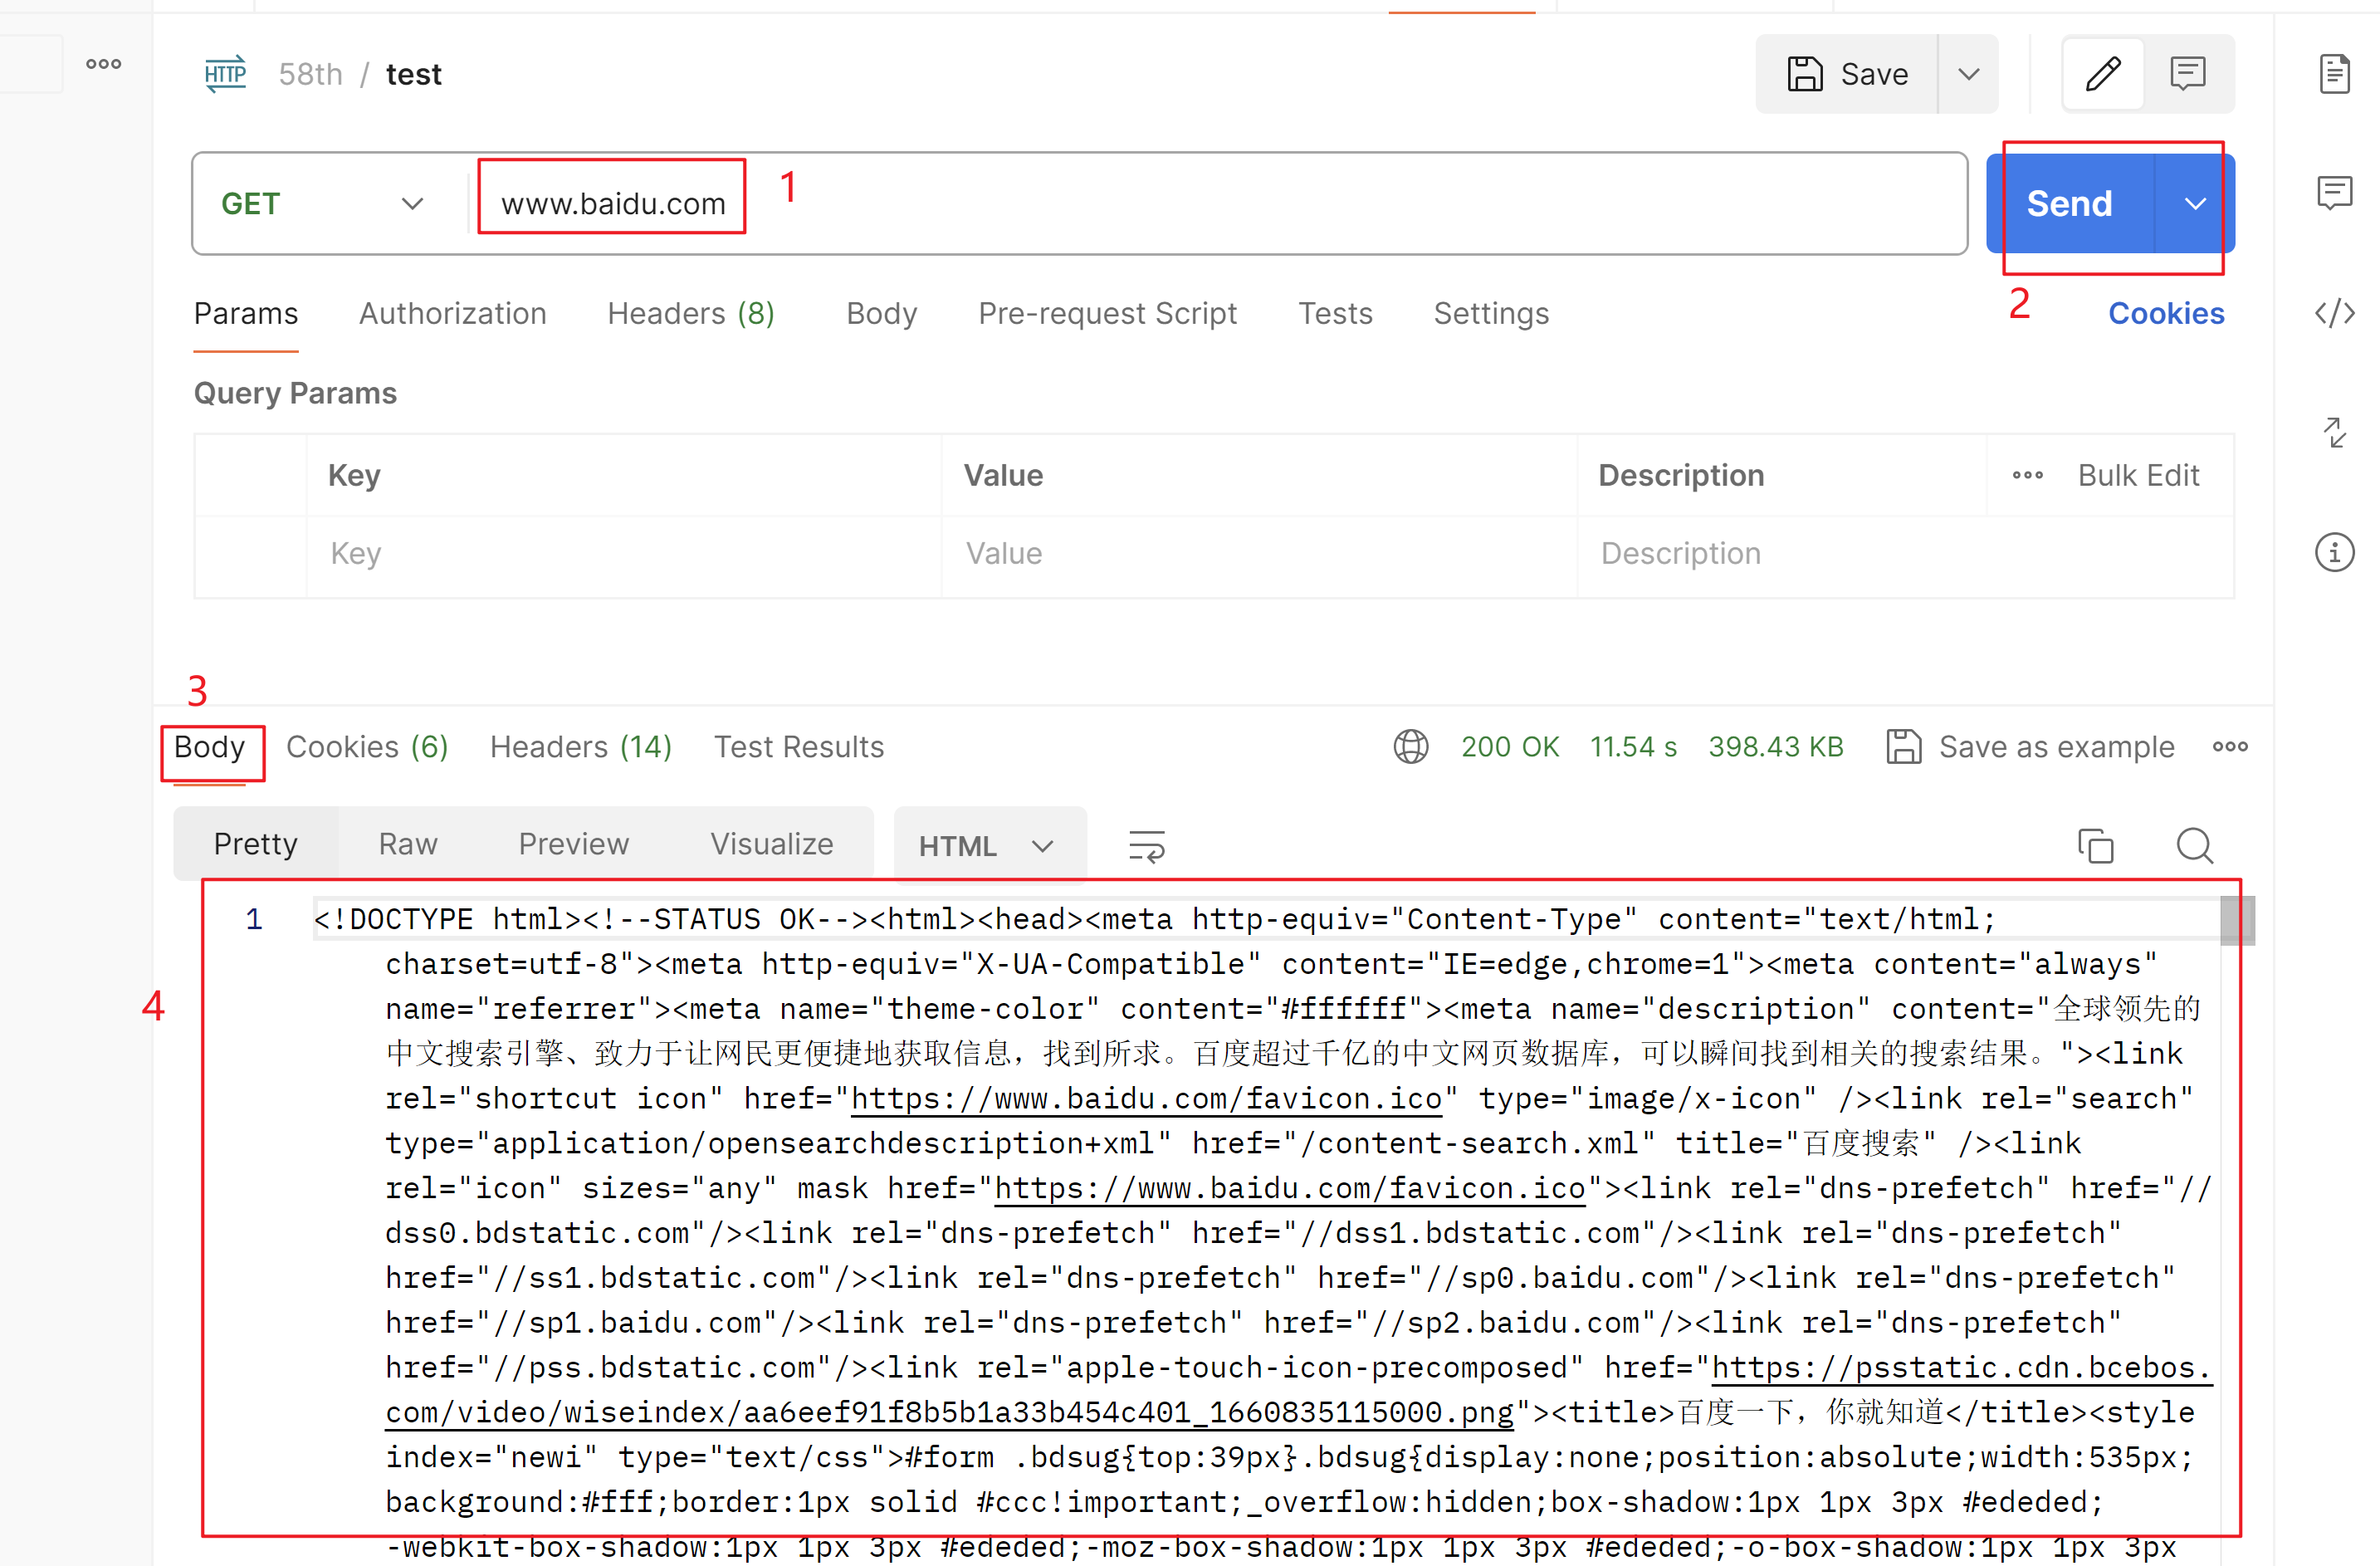 HTTP 58th / test Save
GET www.baidu.com 1 Send
2
Params Authorization Headers (8) Body Pre-request Script Tests Settings Cookies
Query Params
Key Value Description Bulk Edit
Key Value Description
3
Body Cookies (6) Headers (14) Test Results 200 OK 11.54 s 398.43 KB Save as example
Pretty Raw Preview Visualize HTML
1 <!DOCTYPE html><!--STATUS OK--><html><head><meta http-equiv="Content-Type" content="text/html;
charset=utf-8"><meta http-equiv="X-UA-Compatible" content="IE=edge,chrome=1"><meta content="always"
4 name="referrer"><meta name="theme-color" content="#ffffff"><meta name="description" content="全球领先的
中文搜索引擎、致力于让网民更便捷地获取信息，找到所求。百度超过千亿的中文网页数据库，可以瞬间找到相关的搜索结果。"><link
rel="shortcut icon" href="https://www.baidu.com/favicon.ico" type="image/x-icon" /><link rel="search"
type="application/opensearchdescription+xml" href="/content-search.xml" title="百度搜索" /><link
rel="icon" sizes="any" mask href="https://www.baidu.com/favicon.ico"><link rel="dns-prefetch" href="//
dss0.bdstatic.com"/><link rel="dns-prefetch" href="//dss1.bdstatic.com"/><link rel="dns-prefetch"
href="//ss1.bdstatic.com"/><link rel="dns-prefetch" href="//sp0.baidu.com"/><link rel="dns-prefetch"
href="//sp1.baidu.com"/><link rel="dns-prefetch" href="//sp2.baidu.com"/><link rel="dns-prefetch"
href="//pss.bdstatic.com"/><link rel="apple-touch-icon-precomposed" href="https://psstatic.cdn.bcebos.
com/video/wiseindex/aa6eef91f8b5b1a33b454c401_1660835115000.png"><title>百度一下，你就知道</title><style
index="newi" type="text/css">#form .bdsug{top:39px}.bdsug{display:none;position:absolute;width:535px;
background:#fff;border:1px solid #ccc!important;_overflow:hidden;box-shadow:1px 1px 3px #ededed;
-webkit-box-shadow:1px 1px 3px #ededed;-moz-box-shadow:1px 1px 3px #ededed;-o-box-shadow:1px 1px 3px